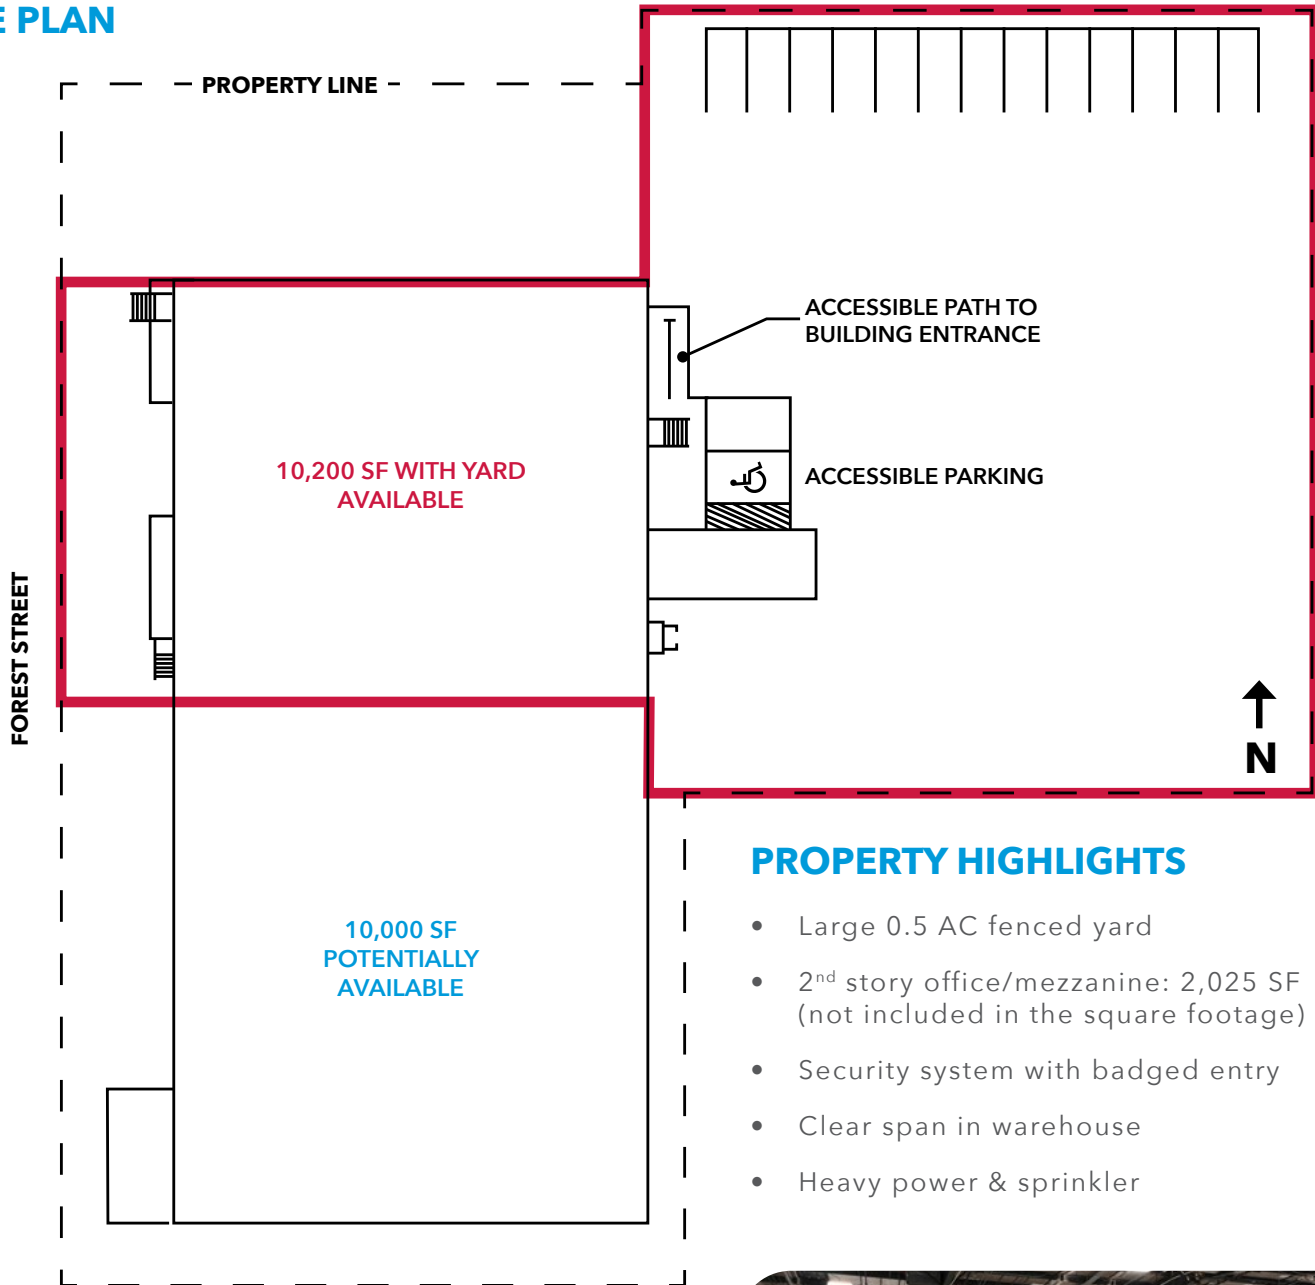 E PLAN
PROPERTY LINE
ACCESSIBLE PATH TO
BUILDING ENTRANCE
10,200 SF WITH YARD
AVAILABLE
ACCESSIBLE PARKING
FOREST STREET
N
10,000 SF
POTENTIALLY
AVAILABLE
PROPERTY HIGHLIGHTS
• Large 0.5 AC fenced yard
• 2nd story office/mezzanine: 2,025 SF
(not included in the square footage)
• Security system with badged entry
• Clear span in warehouse
• Heavy power & sprinkler